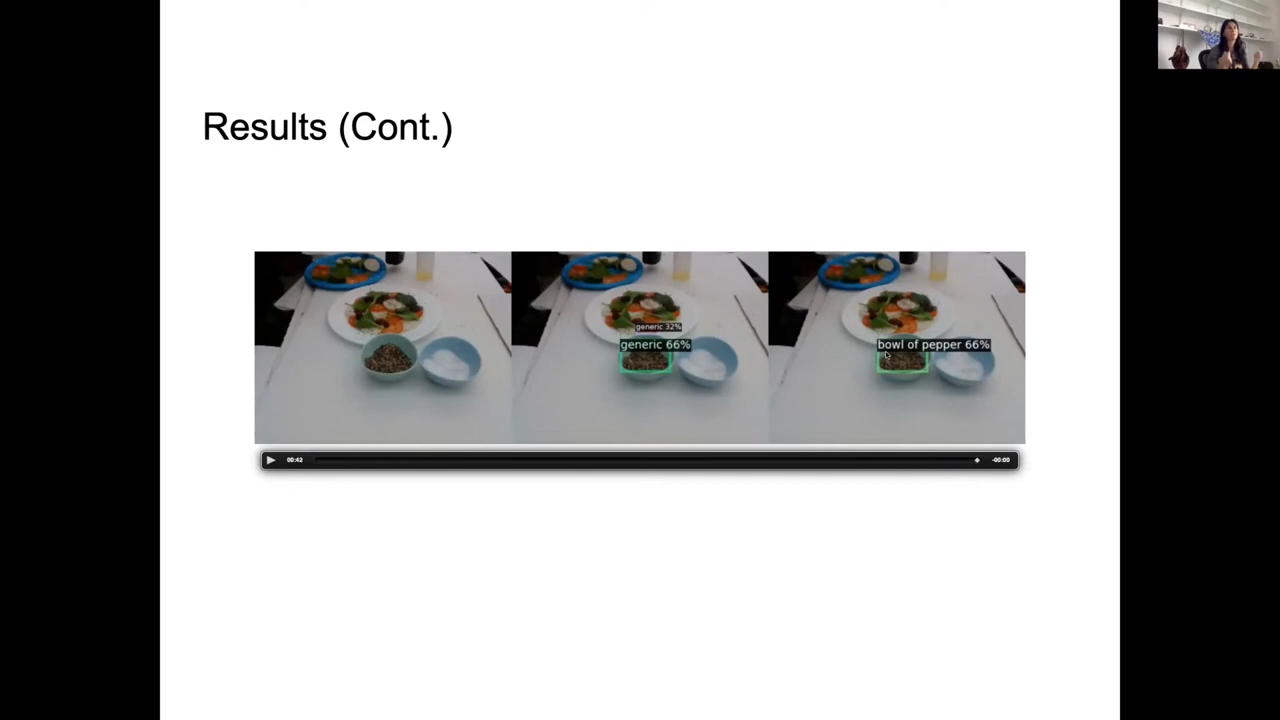 Results (Cont.)
generic 32%
generic 66%
bowl of pepper 66%
00:42
-00:00